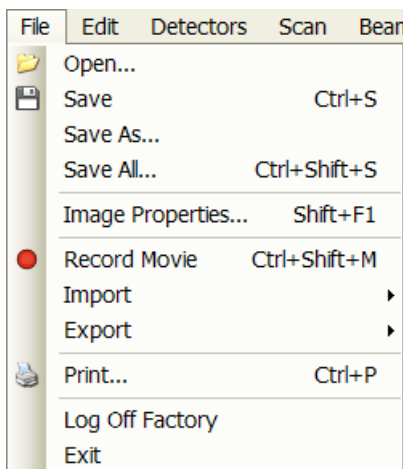 File Edit Detectors Scan
Open...
Save Ctrl+S
Save As...
Save All... Ctrl+Shift+S
Image Properties... Shift+F1
Record Movie Ctrl+Shift+M
Import
Export
Print... Ctrl+P
Log Off Factory
Exit